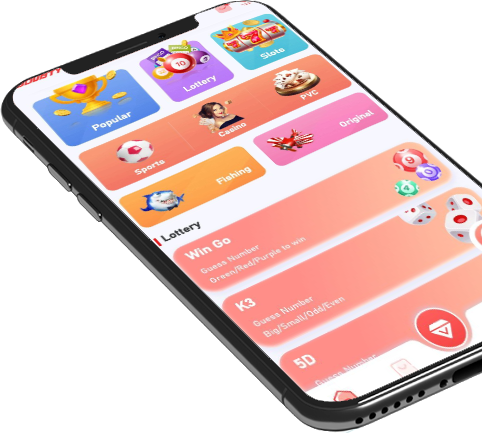 Popular
Lottery
Slots
Sports
Casino
PVC
Fishing
Original
Lottery
Win Go
Guess Number
Green/Red/Purple to win
K3
Guess Number
Big/Small/Odd/Even
5D
Guess Number